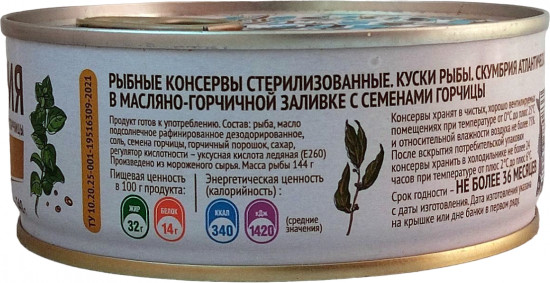 ИЯ
ТУ 10.20.25-001-19516309-2021
РЫБНЫЕ КОНСЕРВЫ СТЕРИЛИЗОВАННЫЕ. КУСКИ РЫБЫ. СКУМБРИЯ АТЛАНТИЧЕС
В МАСЛЯНО-ГОРЧИЧНОЙ ЗАЛИВКЕ С СЕМЕНАМИ ГОРЧИЦЫ
Продукт готов к употреблению. Состав: рыба, масло
подсолнечное рафинированное дезодорированное,
соль, семена горчицы, горчичный порошок, сахар,
регулятор кислотности – уксусная кислота ледяная (Е260)
Произведено из мороженого сырья. Масса рыбы 144 г
Пищевая ценность
в 100 г продукта:
Энергетическая ценность
(калорийность) :
ЖИР
32г
БЕЛОК
14г
ККАЛ
340
кДж
1420
(средние
значения)
Консервы хранят в чистых, хорошо вентилируемых
помещениях при температуре от 0°С до плюс
и относительной влажности воздуха не более
После вскрытия потребительской упаковки
консервы хранить в холодильнике не более 24
часов при температуре от плюс 2°С до плюс
Срок годности - НЕ БОЛЕЕ 36 МЕСЯЦЕВ
с даты изготовления. Дата изготовления указана
на крышке или дне банки в первом ряду.